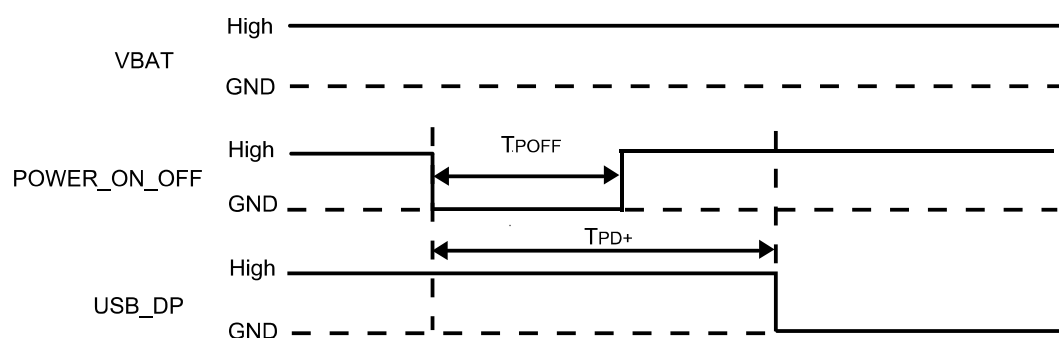 High
VBAT
GND
High
TPOFF
POWER_ON_OFF
GND
TPD+
High
USB_DP
GND